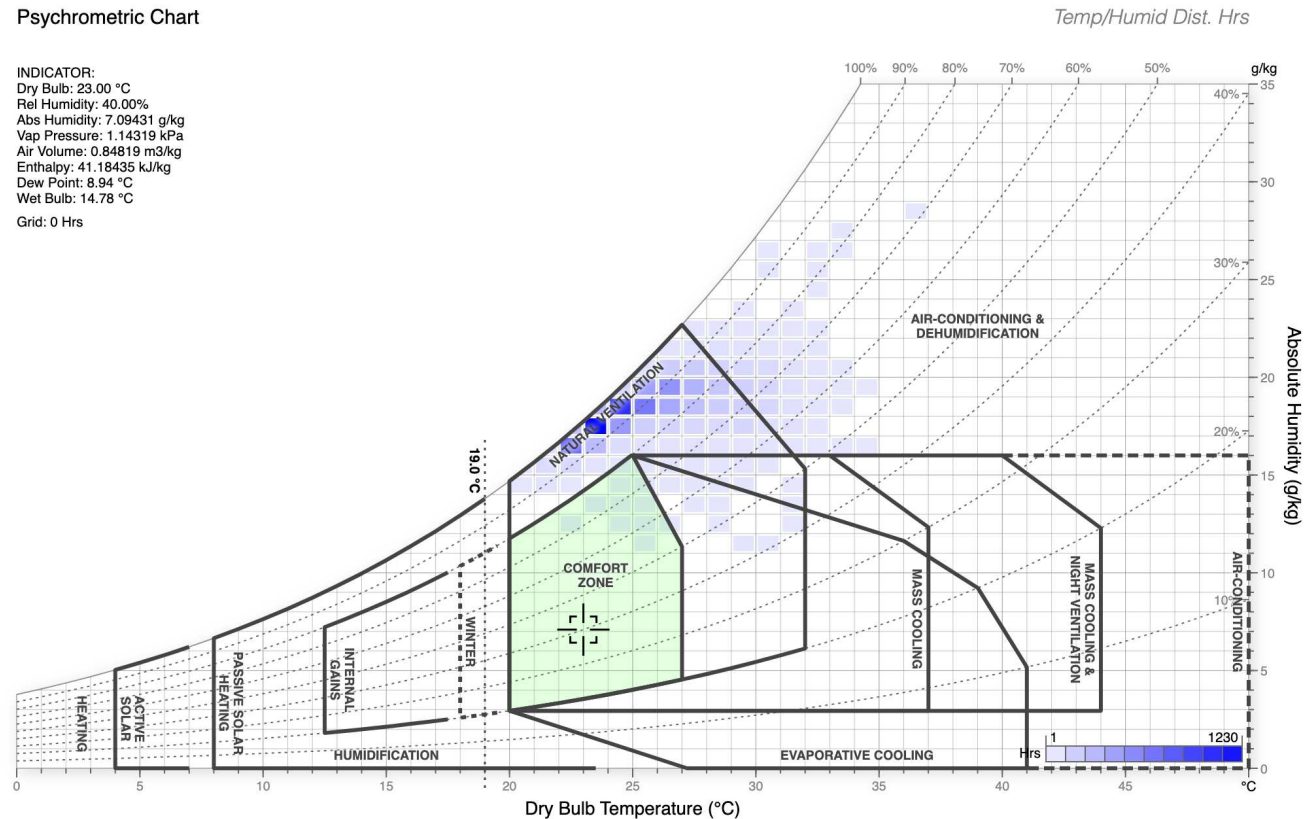 Psychrometric Chart
Temp/Humid Dist. Hrs
INDICATOR:
Dry Bulb: 23.00 °C
Rel Humidity: 40.00%
Abs Humidity: 7.09431 g/kg
Vap Pressure: 1.14319 kPa
Air Volume: 0.84819 m3/kg
Enthalpy: 41.18435 kJ/kg
Dew Point: 8.94 °C
Wet Bulb: 14.78 °C
Grid: 0 Hrs
100% 90% 80% 70% 60% 50% g/kg
40%
35
30
30%
25
AIR-CONDITIONING &
DEHUMIDIFICATION
20
20%
15
10
10%
5
0
Absolute Humidity (g/kg)
NATURAL VENTILATION
19.0 °C
COMFORT
ZONE
WINTER
INTERNAL
GAINS
PASSIVE SOLAR
HEATING
ACTIVE
SOLAR
HEATING
MASS COOLING
MASS COOLING &
NIGHT VENTILATION
AIR-CONDITIONING
HUMIDIFICATION
EVAPORATIVE COOLING
Hrs 1 1230
0 5 10 15 20 25 30 35 40 45 °C
Dry Bulb Temperature (°C)